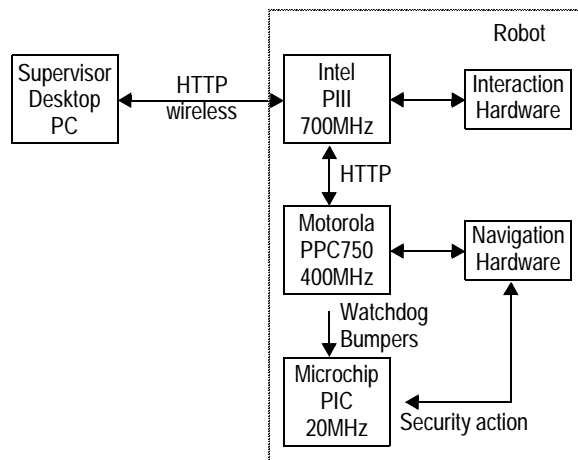 Robot
Supervisor
Desktop
PC
HTTP
wireless
Intel
PIII
700MHz
Interaction
Hardware
HTTP
Motorola
PPC750
400MHz
Navigation
Hardware
Watchdog
Bumpers
Microchip
PIC
20MHz
Security action